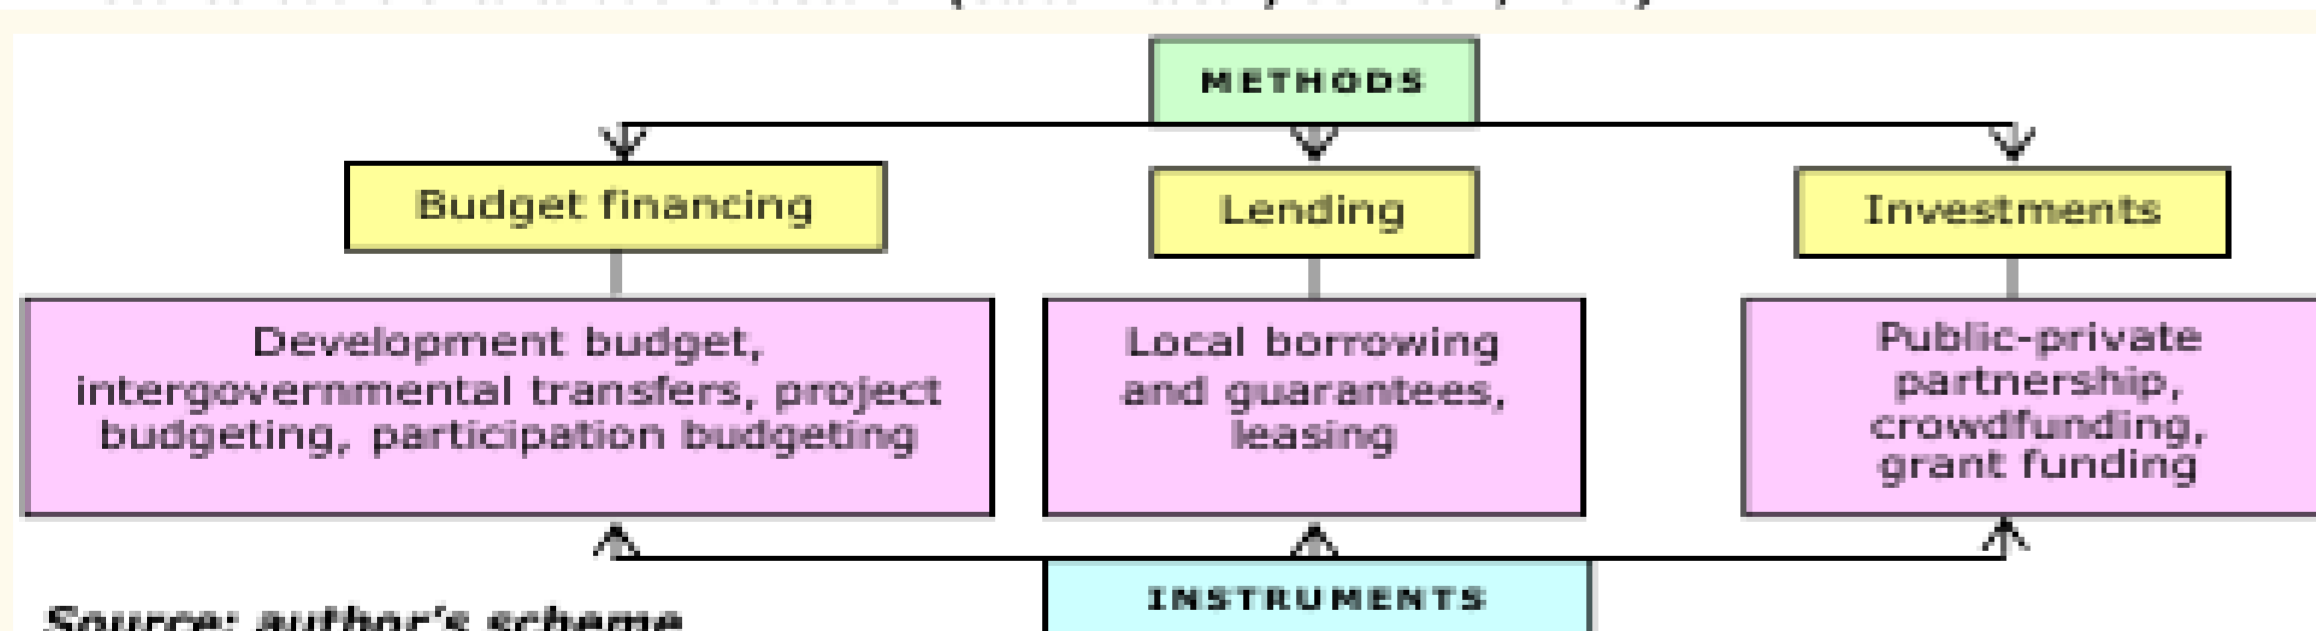 METHODS
Budget financing
Lending
Investments
Development budget,
intergovernmental transfers, project
budgeting, participation budgeting
Local borrowing
and guarantees,
leasing
Public-private
partnership,
crowdfunding,
grant funding
INSTRUMENTS
Source: author's scheme